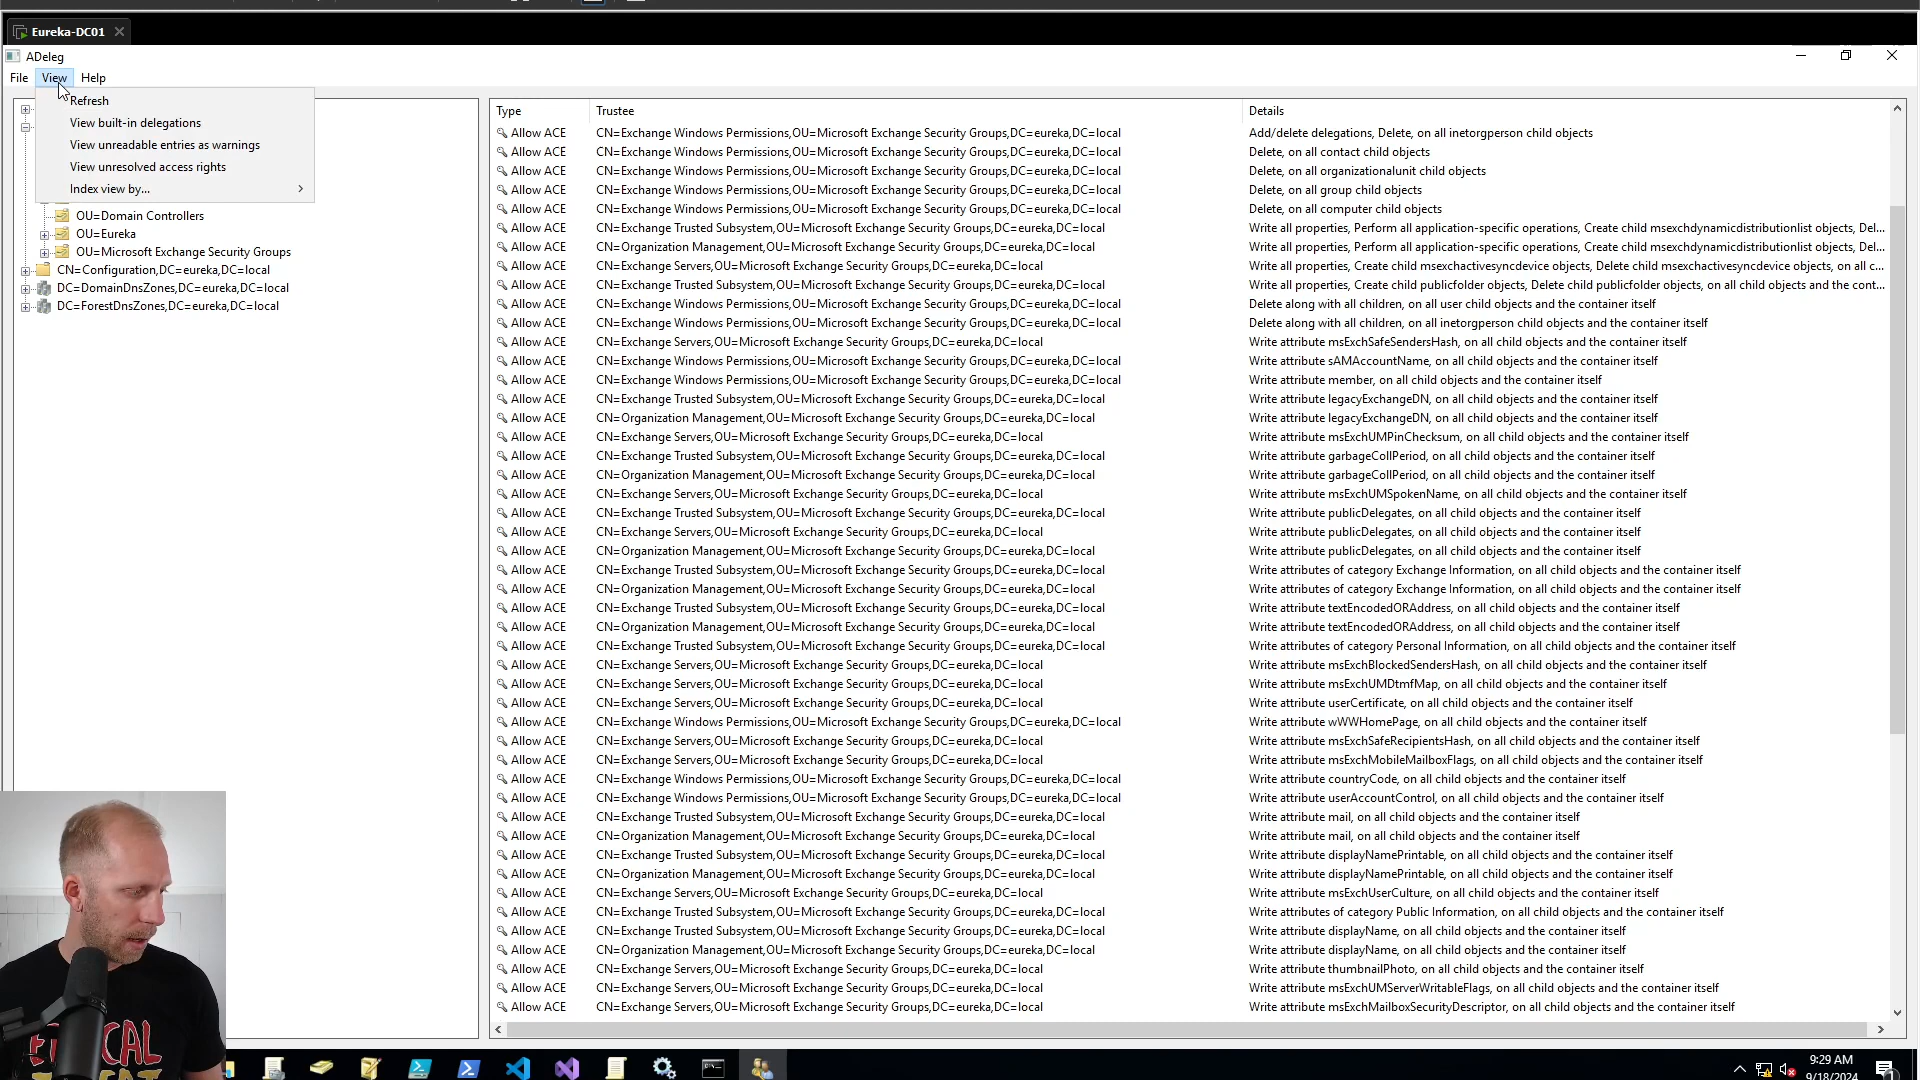 Eureka-DC01
ADeleg
File View Help
Refresh
View built-in delegations
View unreadable entries as warnings
View unresolved access rights
Index view by...
OU=Domain Controllers
OU=Eureka
OU=Microsoft Exchange Security Groups
CN=Configuration,DC=eureka,DC=local
DC=DomainDnsZones,DC=eureka,DC=local
DC=ForestDnsZones,DC=eureka,DC=local
Type Trustee Details
Allow ACE CN=Exchange Windows Permissions,OU=Microsoft Exchange Security Groups,DC=eureka,DC=local Add/delete delegations, Delete, on all inetorgperson child objects
Allow ACE CN=Exchange Windows Permissions,OU=Microsoft Exchange Security Groups,DC=eureka,DC=local Delete, on all contact child objects
Allow ACE CN=Exchange Windows Permissions,OU=Microsoft Exchange Security Groups,DC=eureka,DC=local Delete, on all organizationalunit child objects
Allow ACE CN=Exchange Windows Permissions,OU=Microsoft Exchange Security Groups,DC=eureka,DC=local Delete, on all group child objects
Allow ACE CN=Exchange Windows Permissions,OU=Microsoft Exchange Security Groups,DC=eureka,DC=local Delete, on all computer child objects
Allow ACE CN=Exchange Trusted Subsystem,OU=Microsoft Exchange Security Groups,DC=eureka,DC=local Write all properties, Perform all application-specific operations, Create child msexchdynamicdistributionlist objects, Del...
Allow ACE CN=Organization Management,OU=Microsoft Exchange Security Groups,DC=eureka,DC=local Write all properties, Perform all application-specific operations, Create child msexchdynamicdistributionlist objects, Del...
Allow ACE CN=Exchange Servers,OU=Microsoft Exchange Security Groups,DC=eureka,DC=local Write all properties, Create child msexchactivesyncdevice objects, Delete child msexchactivesyncdevice objects, on all c...
Allow ACE CN=Exchange Trusted Subsystem,OU=Microsoft Exchange Security Groups,DC=eureka,DC=local Write all properties, Create child publicfolder objects, Delete child publicfolder objects, on all child objects and the cont...
Allow ACE CN=Exchange Windows Permissions,OU=Microsoft Exchange Security Groups,DC=eureka,DC=local Delete along with all children, on all user child objects and the container itself
Allow ACE CN=Exchange Windows Permissions,OU=Microsoft Exchange Security Groups,DC=eureka,DC=local Delete along with all children, on all inetorgperson child objects and the container itself
Allow ACE CN=Exchange Servers,OU=Microsoft Exchange Security Groups,DC=eureka,DC=local Write attribute msExchSafeSendersHash, on all child objects and the container itself
Allow ACE CN=Exchange Windows Permissions,OU=Microsoft Exchange Security Groups,DC=eureka,DC=local Write attribute sAMAccountName, on all child objects and the container itself
Allow ACE CN=Exchange Windows Permissions,OU=Microsoft Exchange Security Groups,DC=eureka,DC=local Write attribute member, on all child objects and the container itself
Allow ACE CN=Exchange Trusted Subsystem,OU=Microsoft Exchange Security Groups,DC=eureka,DC=local Write attribute legacyExchangeDN, on all child objects and the container itself
Allow ACE CN=Organization Management,OU=Microsoft Exchange Security Groups,DC=eureka,DC=local Write attribute legacyExchangeDN, on all child objects and the container itself
Allow ACE CN=Exchange Servers,OU=Microsoft Exchange Security Groups,DC=eureka,DC=local Write attribute msExchUMPinChecksum, on all child objects and the container itself
Allow ACE CN=Exchange Trusted Subsystem,OU=Microsoft Exchange Security Groups,DC=eureka,DC=local Write attribute garbageCollPeriod, on all child objects and the container itself
Allow ACE CN=Organization Management,OU=Microsoft Exchange Security Groups,DC=eureka,DC=local Write attribute garbageCollPeriod, on all child objects and the container itself
Allow ACE CN=Exchange Servers,OU=Microsoft Exchange Security Groups,DC=eureka,DC=local Write attribute msExchUMSpokenName, on all child objects and the container itself
Allow ACE CN=Exchange Trusted Subsystem,OU=Microsoft Exchange Security Groups,DC=eureka,DC=local Write attribute publicDelegates, on all child objects and the container itself
Allow ACE CN=Exchange Servers,OU=Microsoft Exchange Security Groups,DC=eureka,DC=local Write attribute publicDelegates, on all child objects and the container itself
Allow ACE CN=Organization Management,OU=Microsoft Exchange Security Groups,DC=eureka,DC=local Write attribute publicDelegates, on all child objects and the container itself
Allow ACE CN=Exchange Trusted Subsystem,OU=Microsoft Exchange Security Groups,DC=eureka,DC=local Write attributes of category Exchange Information, on all child objects and the container itself
Allow ACE CN=Organization Management,OU=Microsoft Exchange Security Groups,DC=eureka,DC=local Write attributes of category Exchange Information, on all child objects and the container itself
Allow ACE CN=Exchange Trusted Subsystem,OU=Microsoft Exchange Security Groups,DC=eureka,DC=local Write attribute textEncodedORAddress, on all child objects and the container itself
Allow ACE CN=Organization Management,OU=Microsoft Exchange Security Groups,DC=eureka,DC=local Write attribute textEncodedORAddress, on all child objects and the container itself
Allow ACE CN=Exchange Trusted Subsystem,OU=Microsoft Exchange Security Groups,DC=eureka,DC=local Write attributes of category Personal Information, on all child objects and the container itself
Allow ACE CN=Exchange Servers,OU=Microsoft Exchange Security Groups,DC=eureka,DC=local Write attribute msExchBlockedSendersHash, on all child objects and the container itself
Allow ACE CN=Exchange Servers,OU=Microsoft Exchange Security Groups,DC=eureka,DC=local Write attribute msExchUMDtmfMap, on all child objects and the container itself
Allow ACE CN=Exchange Servers,OU=Microsoft Exchange Security Groups,DC=eureka,DC=local Write attribute userCertificate, on all child objects and the container itself
Allow ACE CN=Exchange Windows Permissions,OU=Microsoft Exchange Security Groups,DC=eureka,DC=local Write attribute wWWHomePage, on all child objects and the container itself
Allow ACE CN=Exchange Servers,OU=Microsoft Exchange Security Groups,DC=eureka,DC=local Write attribute msExchSafeRecipientsHash, on all child objects and the container itself
Allow ACE CN=Exchange Servers,OU=Microsoft Exchange Security Groups,DC=eureka,DC=local Write attribute msExchMobileMailboxFlags, on all child objects and the container itself
Allow ACE CN=Exchange Windows Permissions,OU=Microsoft Exchange Security Groups,DC=eureka,DC=local Write attribute countryCode, on all child objects and the container itself
Allow ACE CN=Exchange Windows Permissions,OU=Microsoft Exchange Security Groups,DC=eureka,DC=local Write attribute userAccountControl, on all child objects and the container itself
Allow ACE CN=Exchange Trusted Subsystem,OU=Microsoft Exchange Security Groups,DC=eureka,DC=local Write attribute mail, on all child objects and the container itself
Allow ACE CN=Organization Management,OU=Microsoft Exchange Security Groups,DC=eureka,DC=local Write attribute mail, on all child objects and the container itself
Allow ACE CN=Exchange Trusted Subsystem,OU=Microsoft Exchange Security Groups,DC=eureka,DC=local Write attribute displayNamePrintable, on all child objects and the container itself
Allow ACE CN=Organization Management,OU=Microsoft Exchange Security Groups,DC=eureka,DC=local Write attribute displayNamePrintable, on all child objects and the container itself
Allow ACE CN=Exchange Servers,OU=Microsoft Exchange Security Groups,DC=eureka,DC=local Write attribute msExchUserCulture, on all child objects and the container itself
Allow ACE CN=Exchange Trusted Subsystem,OU=Microsoft Exchange Security Groups,DC=eureka,DC=local Write attributes of category Public Information, on all child objects and the container itself
Allow ACE CN=Exchange Trusted Subsystem,OU=Microsoft Exchange Security Groups,DC=eureka,DC=local Write attribute displayName, on all child objects and the container itself
Allow ACE CN=Organization Management,OU=Microsoft Exchange Security Groups,DC=eureka,DC=local Write attribute displayName, on all child objects and the container itself
Allow ACE CN=Exchange Servers,OU=Microsoft Exchange Security Groups,DC=eureka,DC=local Write attribute thumbnailPhoto, on all child objects and the container itself
Allow ACE CN=Exchange Servers,OU=Microsoft Exchange Security Groups,DC=eureka,DC=local Write attribute msExchUMServerWritableFlags, on all child objects and the container itself
Allow ACE CN=Exchange Servers,OU=Microsoft Exchange Security Groups,DC=eureka,DC=local Write attribute msExchMailboxSecurityDescriptor, on all child objects and the container itself
9:29 AM
9/18/2024